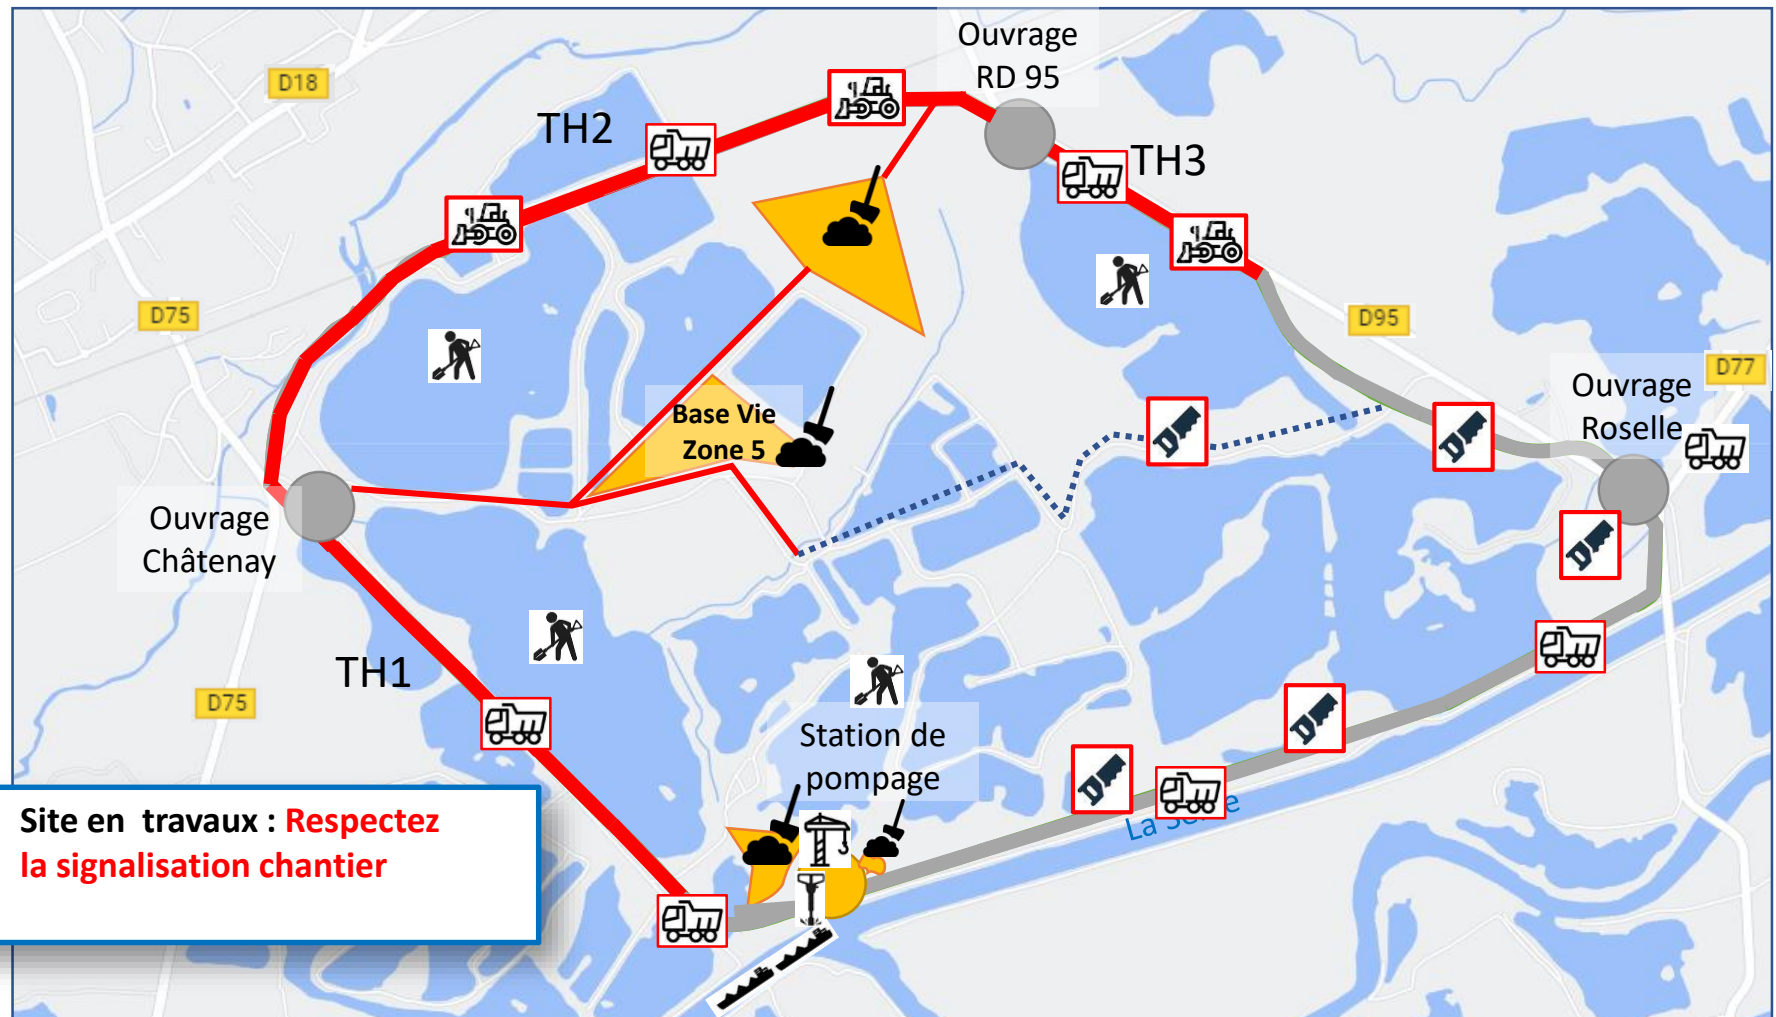 Ouvrage
RD 95
D18
TH2
TH3
D75
D95
D77
Ouvrage
Roselle
Base Vie
Zone 5
Ouvrage
Châtenay
TH1
D75
Station de
pompage
La
Site en travaux : Respectez
la signalisation chantier